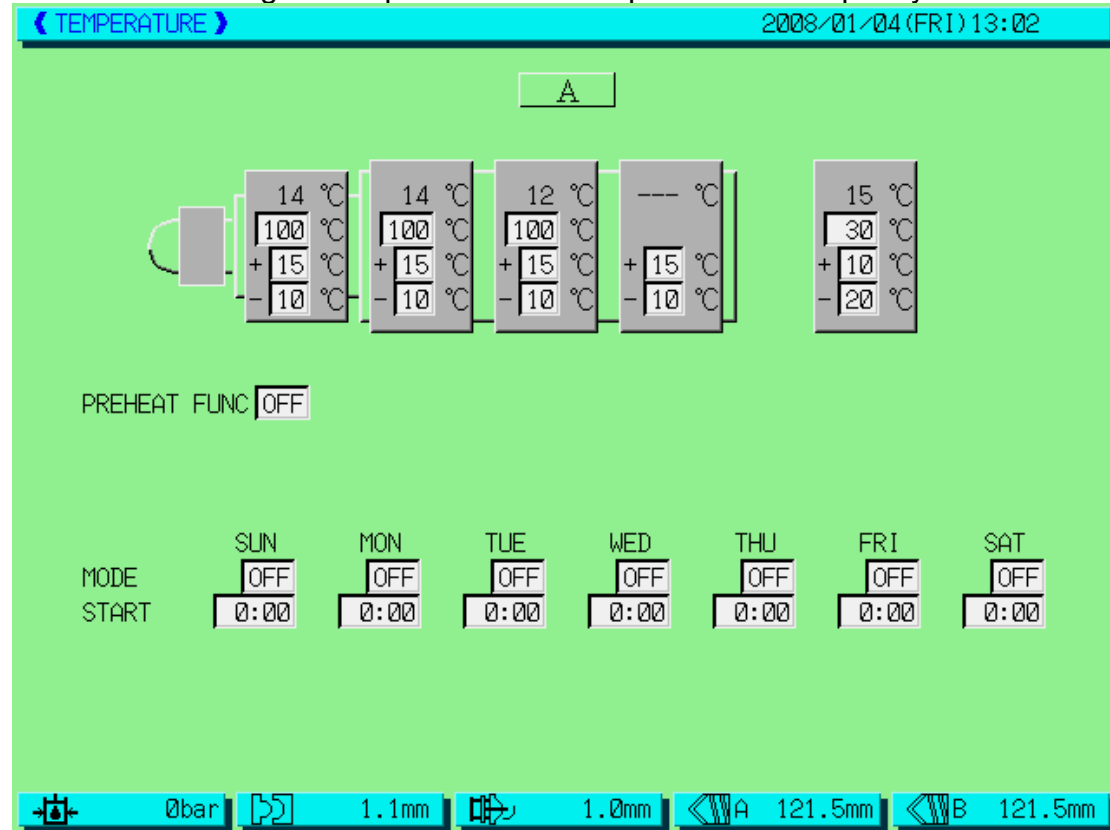 ❰ TEMPERATURE ❱ 2008/01/04(FRI)13:02
A
14 ℃ 14 ℃ 12 ℃ --- ℃ 15 ℃
100 ℃ 100 ℃ 100 ℃ 30 ℃
+ 15 ℃ + 15 ℃ + 15 ℃ + 15 ℃ + 10 ℃
- 10 ℃ - 10 ℃ - 10 ℃ - 10 ℃ - 20 ℃
PREHEAT FUNC OFF
SUN MON TUE WED THU FRI SAT
MODE OFF OFF OFF OFF OFF OFF OFF
START 0:00 0:00 0:00 0:00 0:00 0:00 0:00
0bar 1.1mm 1.0mm A 121.5mm B 121.5mm